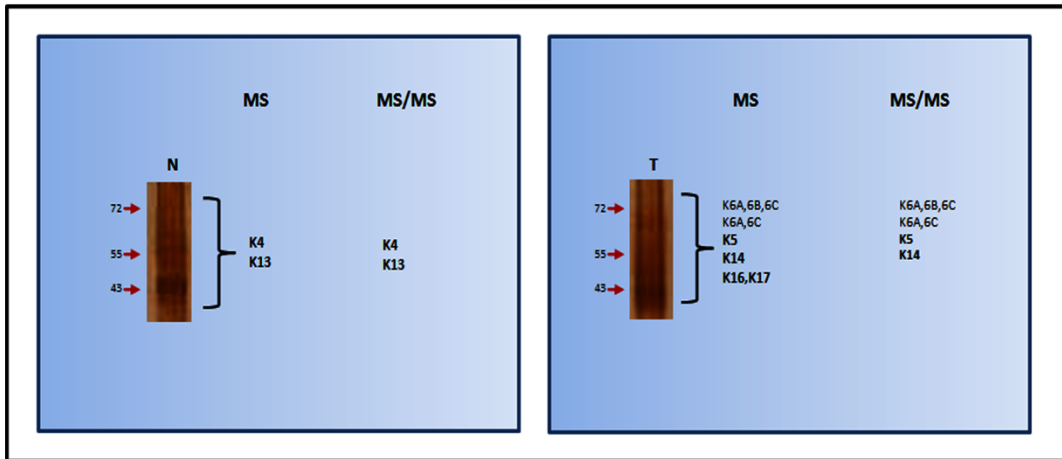 MS MS/MS
N
72
55
43
K4
K13
K4
K13
MS MS/MS
T
72
55
43
K6A,6B,6C
K6A,6C
K5
K14
K16,K17
K6A,6B,6C
K6A,6C
K5
K14